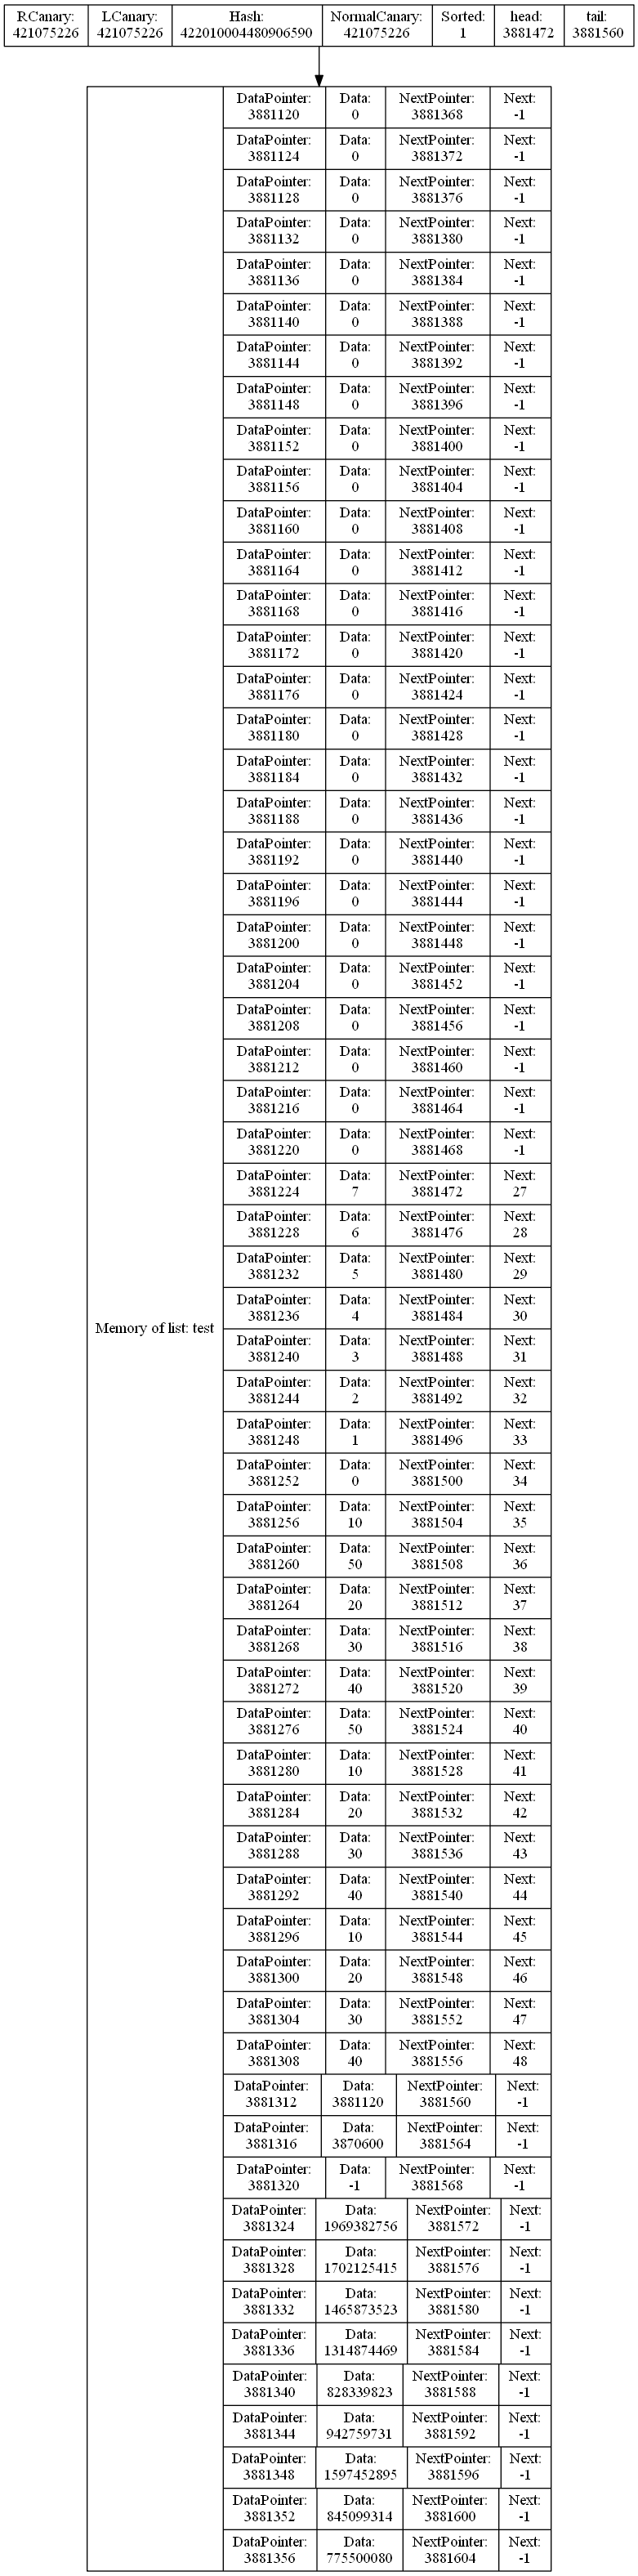 RCanary:
421075226
LCanary:
421075226
Hash:
422010004480906590
NormalCanary:
421075226
Sorted:
1
head:
3881472
tail:
3881560
Memory of list: test
DataPointer: Data: NextPointer: Next:
3881120 0 3881368 -1
DataPointer: Data: NextPointer: Next:
3881124 0 3881372 -1
DataPointer: Data: NextPointer: Next:
3881128 0 3881376 -1
DataPointer: Data: NextPointer: Next:
3881132 0 3881380 -1
DataPointer: Data: NextPointer: Next:
3881136 0 3881384 -1
DataPointer: Data: NextPointer: Next:
3881140 0 3881388 -1
DataPointer: Data: NextPointer: Next:
3881144 0 3881392 -1
DataPointer: Data: NextPointer: Next:
3881148 0 3881396 -1
DataPointer: Data: NextPointer: Next:
3881152 0 3881400 -1
DataPointer: Data: NextPointer: Next:
3881156 0 3881404 -1
DataPointer: Data: NextPointer: Next:
3881160 0 3881408 -1
DataPointer: Data: NextPointer: Next:
3881164 0 3881412 -1
DataPointer: Data: NextPointer: Next:
3881168 0 3881416 -1
DataPointer: Data: NextPointer: Next:
3881172 0 3881420 -1
DataPointer: Data: NextPointer: Next:
3881176 0 3881424 -1
DataPointer: Data: NextPointer: Next:
3881180 0 3881428 -1
DataPointer: Data: NextPointer: Next:
3881184 0 3881432 -1
DataPointer: Data: NextPointer: Next:
3881188 0 3881436 -1
DataPointer: Data: NextPointer: Next:
3881192 0 3881440 -1
DataPointer: Data: NextPointer: Next:
3881196 0 3881444 -1
DataPointer: Data: NextPointer: Next:
3881200 0 3881448 -1
DataPointer: Data: NextPointer: Next:
3881204 0 3881452 -1
DataPointer: Data: NextPointer: Next:
3881208 0 3881456 -1
DataPointer: Data: NextPointer: Next:
3881212 0 3881460 -1
DataPointer: Data: NextPointer: Next:
3881216 0 3881464 -1
DataPointer: Data: NextPointer: Next:
3881220 0 3881468 -1
DataPointer: Data: NextPointer: Next:
3881224 7 3881472 27
DataPointer: Data: NextPointer: Next:
3881228 6 3881476 28
DataPointer: Data: NextPointer: Next:
3881232 5 3881480 29
DataPointer: Data: NextPointer: Next:
3881236 4 3881484 30
DataPointer: Data: NextPointer: Next:
3881240 3 3881488 31
DataPointer: Data: NextPointer: Next:
3881244 2 3881492 32
DataPointer: Data: NextPointer: Next:
3881248 1 3881496 33
DataPointer: Data: NextPointer: Next:
3881252 0 3881500 34
DataPointer: Data: NextPointer: Next:
3881256 10 3881504 35
DataPointer: Data: NextPointer: Next:
3881260 50 3881508 36
DataPointer: Data: NextPointer: Next:
3881264 20 3881512 37
DataPointer: Data: NextPointer: Next:
3881268 30 3881516 38
DataPointer: Data: NextPointer: Next:
3881272 40 3881520 39
DataPointer: Data: NextPointer: Next:
3881276 50 3881524 40
DataPointer: Data: NextPointer: Next:
3881280 10 3881528 41
DataPointer: Data: NextPointer: Next:
3881284 20 3881532 42
DataPointer: Data: NextPointer: Next:
3881288 30 3881536 43
DataPointer: Data: NextPointer: Next:
3881292 40 3881540 44
DataPointer: Data: NextPointer: Next:
3881296 10 3881544 45
DataPointer: Data: NextPointer: Next:
3881300 20 3881548 46
DataPointer: Data: NextPointer: Next:
3881304 30 3881552 47
DataPointer: Data: NextPointer: Next:
3881308 40 3881556 48
DataPointer: Data: NextPointer: Next:
3881312 3881120 3881560 -1
DataPointer: Data: NextPointer: Next:
3881316 3870600 3881564 -1
DataPointer: Data: NextPointer: Next:
3881320 -1 3881568 -1
DataPointer: Data: NextPointer: Next:
3881324 1969382756 3881572 -1
DataPointer: Data: NextPointer: Next:
3881328 1702125415 3881576 -1
DataPointer: Data: NextPointer: Next:
3881332 1465873523 3881580 -1
DataPointer: Data: NextPointer: Next:
3881336 1314874469 3881584 -1
DataPointer: Data: NextPointer: Next:
3881340 828339823 3881588 -1
DataPointer: Data: NextPointer: Next:
3881344 942759731 3881592 -1
DataPointer: Data: NextPointer: Next:
3881348 1597452895 3881596 -1
DataPointer: Data: NextPointer: Next:
3881352 845099314 3881600 -1
DataPointer: Data: NextPointer: Next:
3881356 775500080 3881604 -1